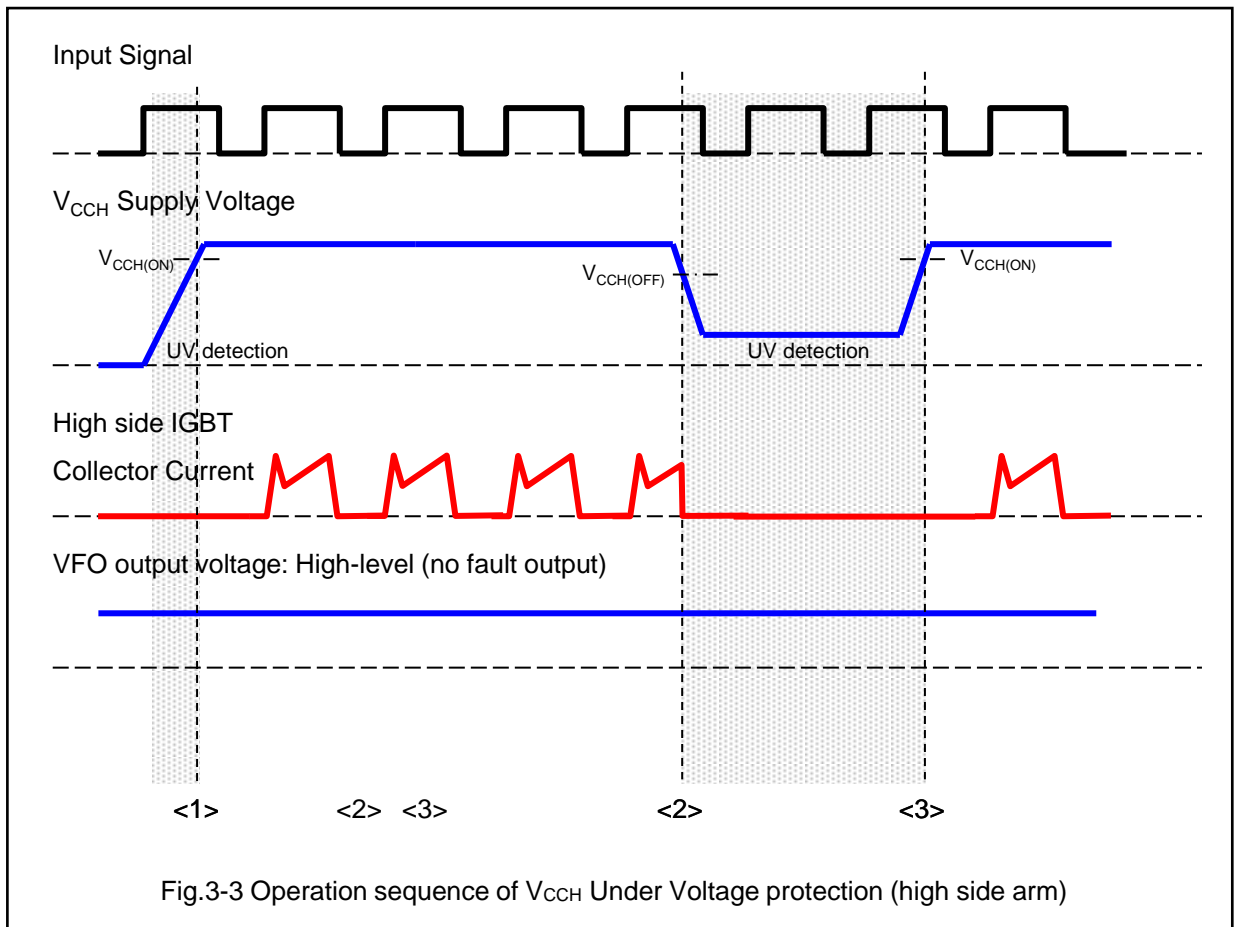 Input Signal
VCCH Supply Voltage
VCCH(ON)
VCCH(OFF)
VCCH(ON)
UV detection
UV detection
High side IGBT
Collector Current
VFO output voltage: High-level (no fault output)
<1> <2> <3> <2> <3>
Fig.3-3 Operation sequence of VCCH Under Voltage protection (high side arm)